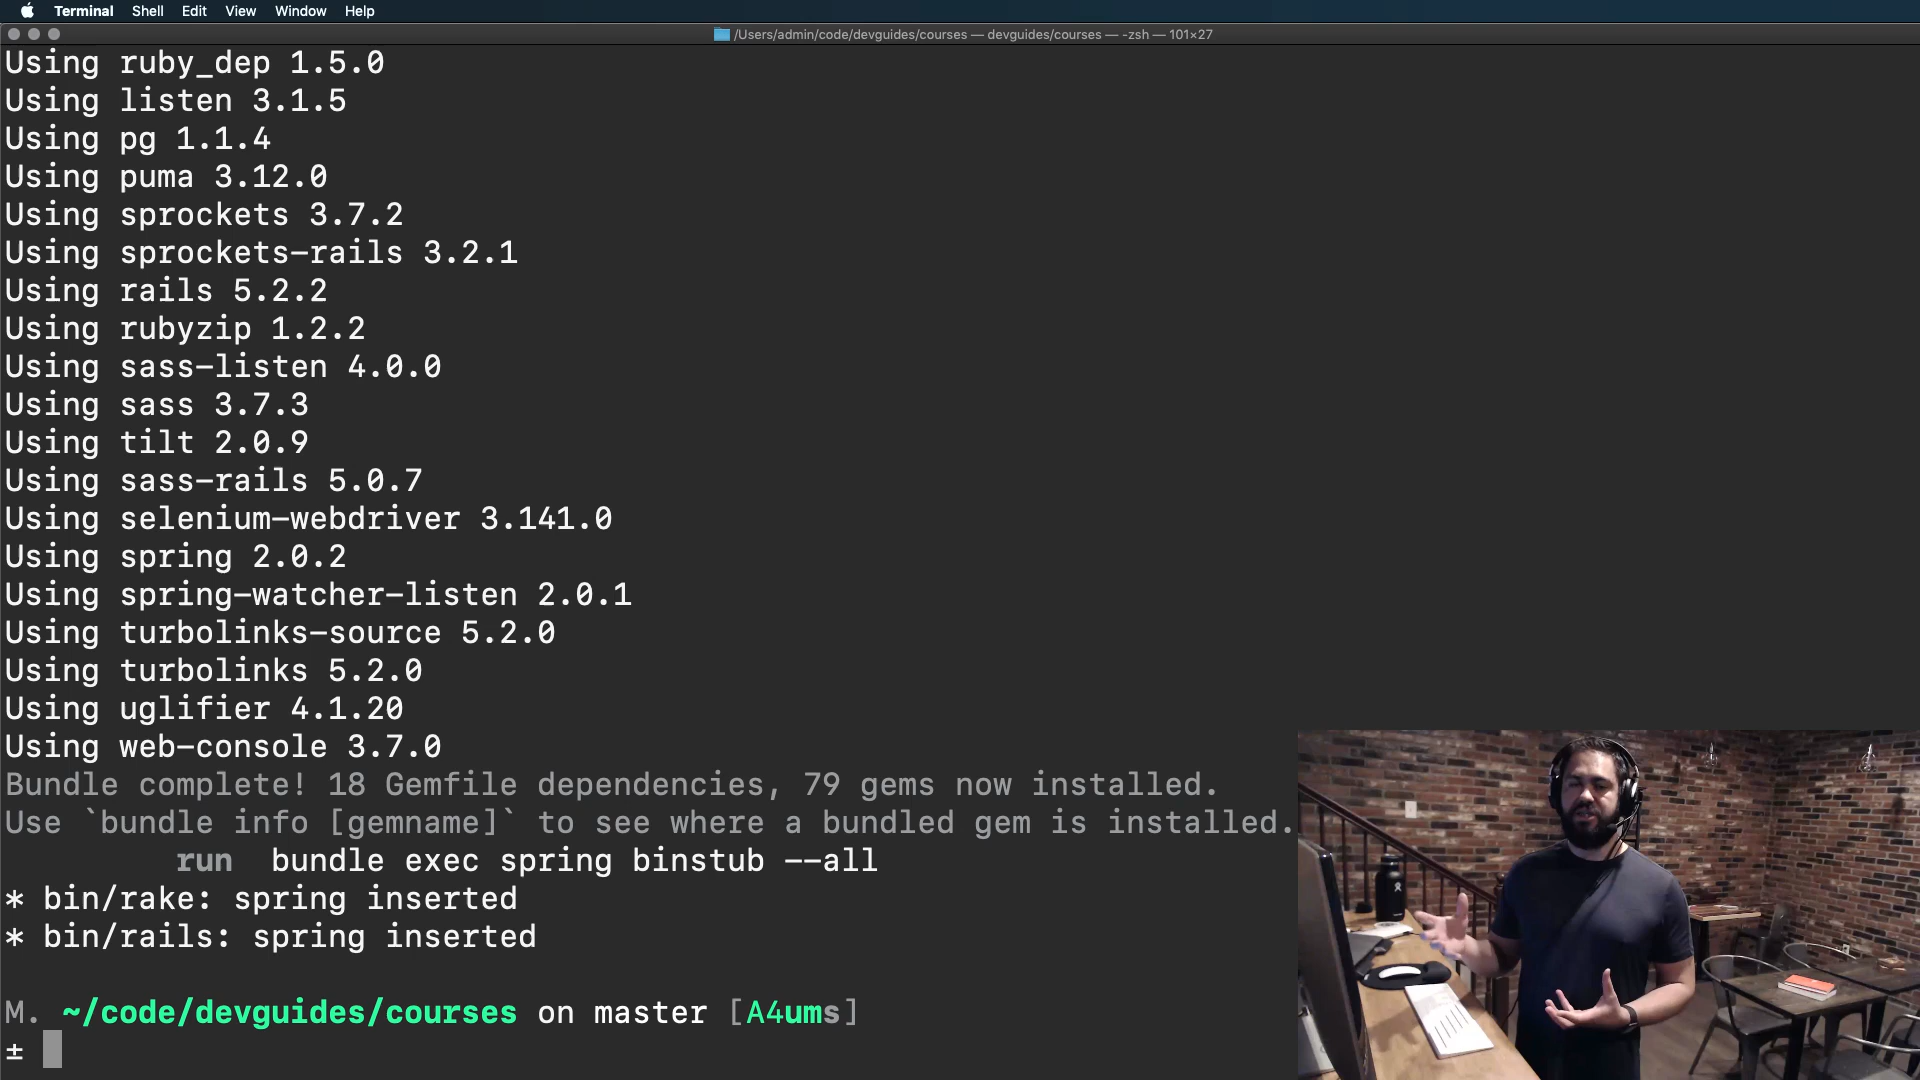 Terminal Shell Edit View Window Help
/Users/admin/code/devguides/courses — devguides/courses — -zsh — 101×27
Using ruby_dep 1.5.0
Using listen 3.1.5
Using pg 1.1.4
Using puma 3.12.0
Using sprockets 3.7.2
Using sprockets-rails 3.2.1
Using rails 5.2.2
Using rubyzip 1.2.2
Using sass-listen 4.0.0
Using sass 3.7.3
Using tilt 2.0.9
Using sass-rails 5.0.7
Using selenium-webdriver 3.141.0
Using spring 2.0.2
Using spring-watcher-listen 2.0.1
Using turbolinks-source 5.2.0
Using turbolinks 5.2.0
Using uglifier 4.1.20
Using web-console 3.7.0
Bundle complete! 18 Gemfile dependencies, 79 gems now installed.
Use `bundle info [gemname]` to see where a bundled gem is installed.
run  bundle exec spring binstub --all
* bin/rake: spring inserted
* bin/rails: spring inserted
M. ~/code/devguides/courses on master [A4ums]
±